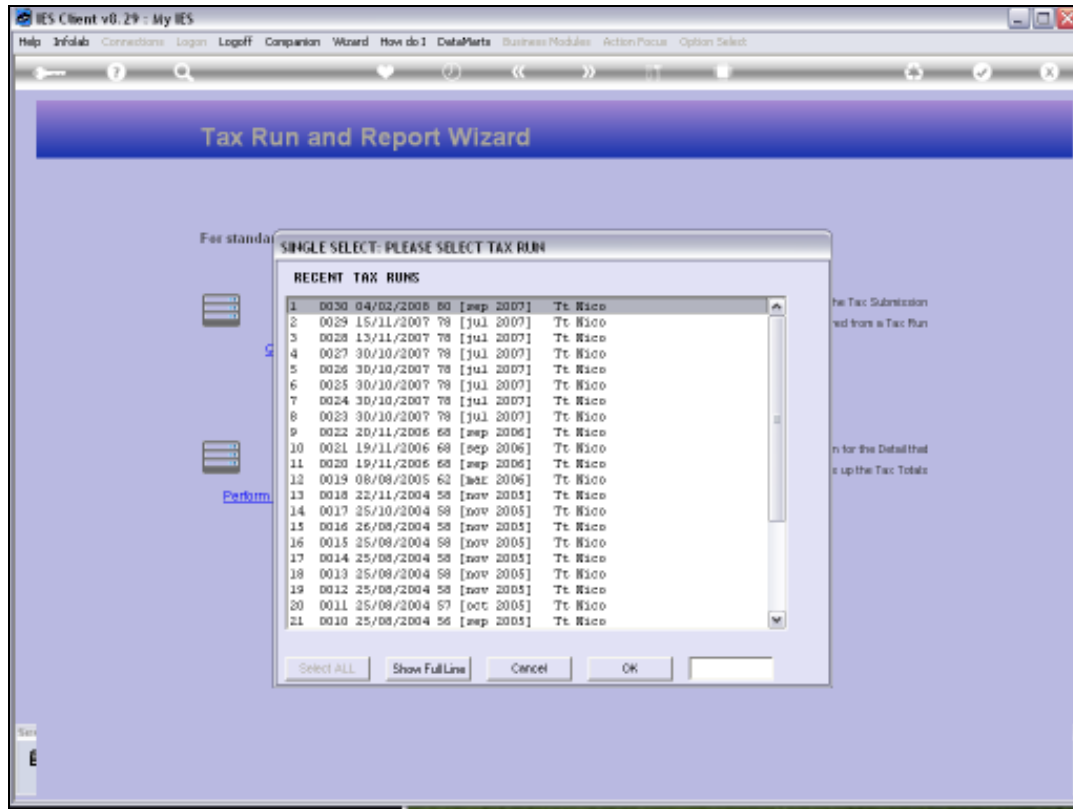 IES Client v8.29 : My IES
Help Infolab Connections Logon Logoff Companion Wizard How do I DataMarts Business Modules Action Focus Option Select
Tax Run and Report Wizard
For standa
SINGLE SELECT: PLEASE SELECT TAX RUN
RECENT TAX RUNS
1 0030 04/02/2008 80 [sep 2007] Tt Nico
2 0029 15/11/2007 78 [jul 2007] Tt Nico
3 0028 13/11/2007 78 [jul 2007] Tt Nico
4 0027 30/10/2007 78 [jul 2007] Tt Nico
5 0026 30/10/2007 78 [jul 2007] Tt Nico
6 0025 30/10/2007 78 [jul 2007] Tt Nico
7 0024 30/10/2007 78 [jul 2007] Tt Nico
8 0023 30/10/2007 78 [jul 2007] Tt Nico
9 0022 20/11/2006 68 [sep 2006] Tt Nico
10 0021 19/11/2006 68 [sep 2006] Tt Nico
11 0020 19/11/2006 68 [sep 2006] Tt Nico
12 0019 08/08/2005 62 [mar 2006] Tt Nico
13 0018 22/11/2004 58 [nov 2005] Tt Nico
14 0017 25/10/2004 58 [nov 2005] Tt Nico
15 0016 26/08/2004 58 [nov 2005] Tt Nico
16 0015 25/08/2004 58 [nov 2005] Tt Nico
17 0014 25/08/2004 58 [nov 2005] Tt Nico
18 0013 25/08/2004 58 [nov 2005] Tt Nico
19 0012 25/08/2004 58 [nov 2005] Tt Nico
20 0011 25/08/2004 57 [oct 2005] Tt Nico
21 0010 25/08/2004 56 [sep 2005] Tt Nico
he Tax Submission
red from a Tax Run
n for the Detail that
s up the Tax Totals
Perform
Select ALL Show Full Line Cancel OK